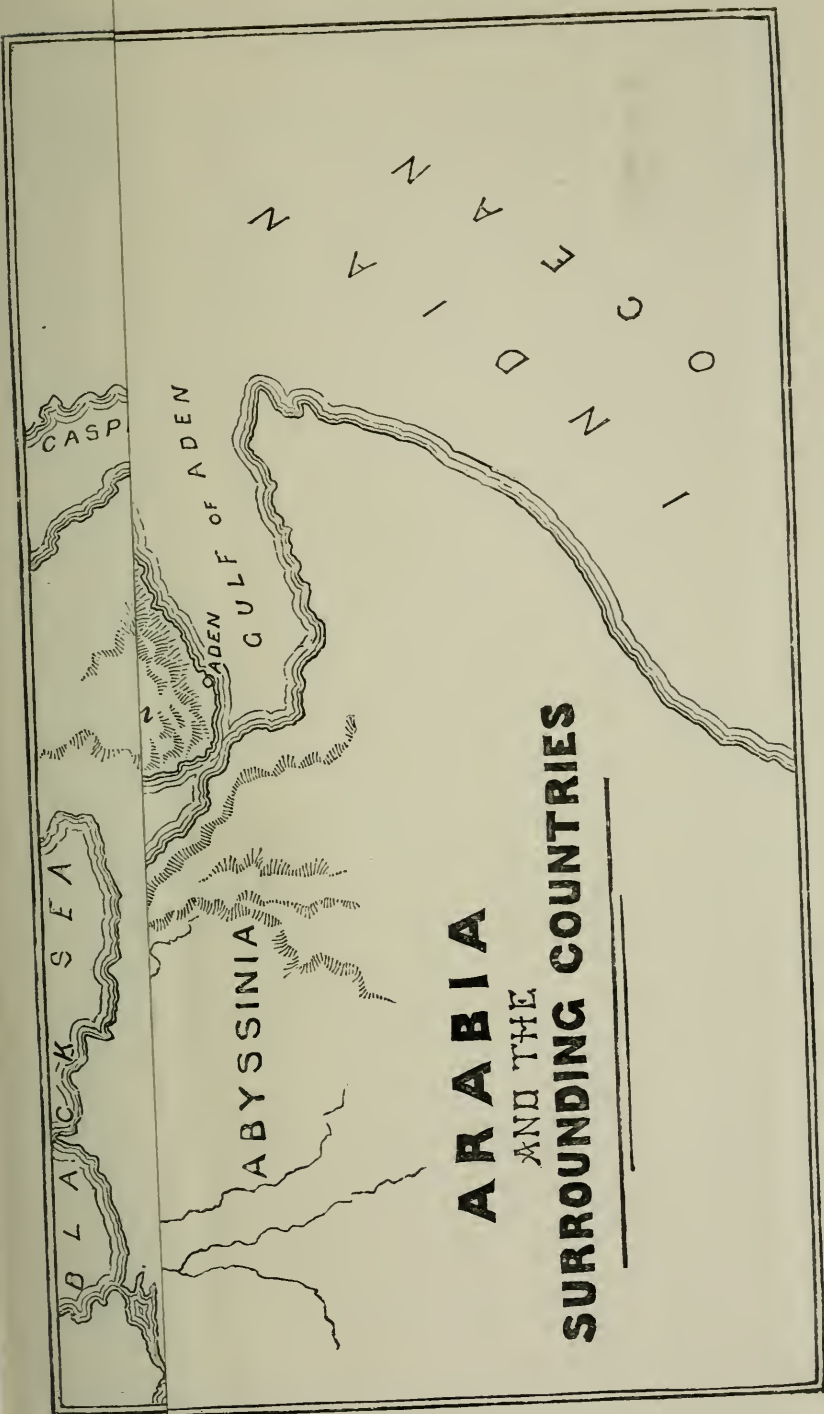 BLACK SEA
CASP
ADEN
GULF OF ADEN
ABYSSINIA
INDIAN
OCEAN
ARABIA
AND THE
SURROUNDING COUNTRIES